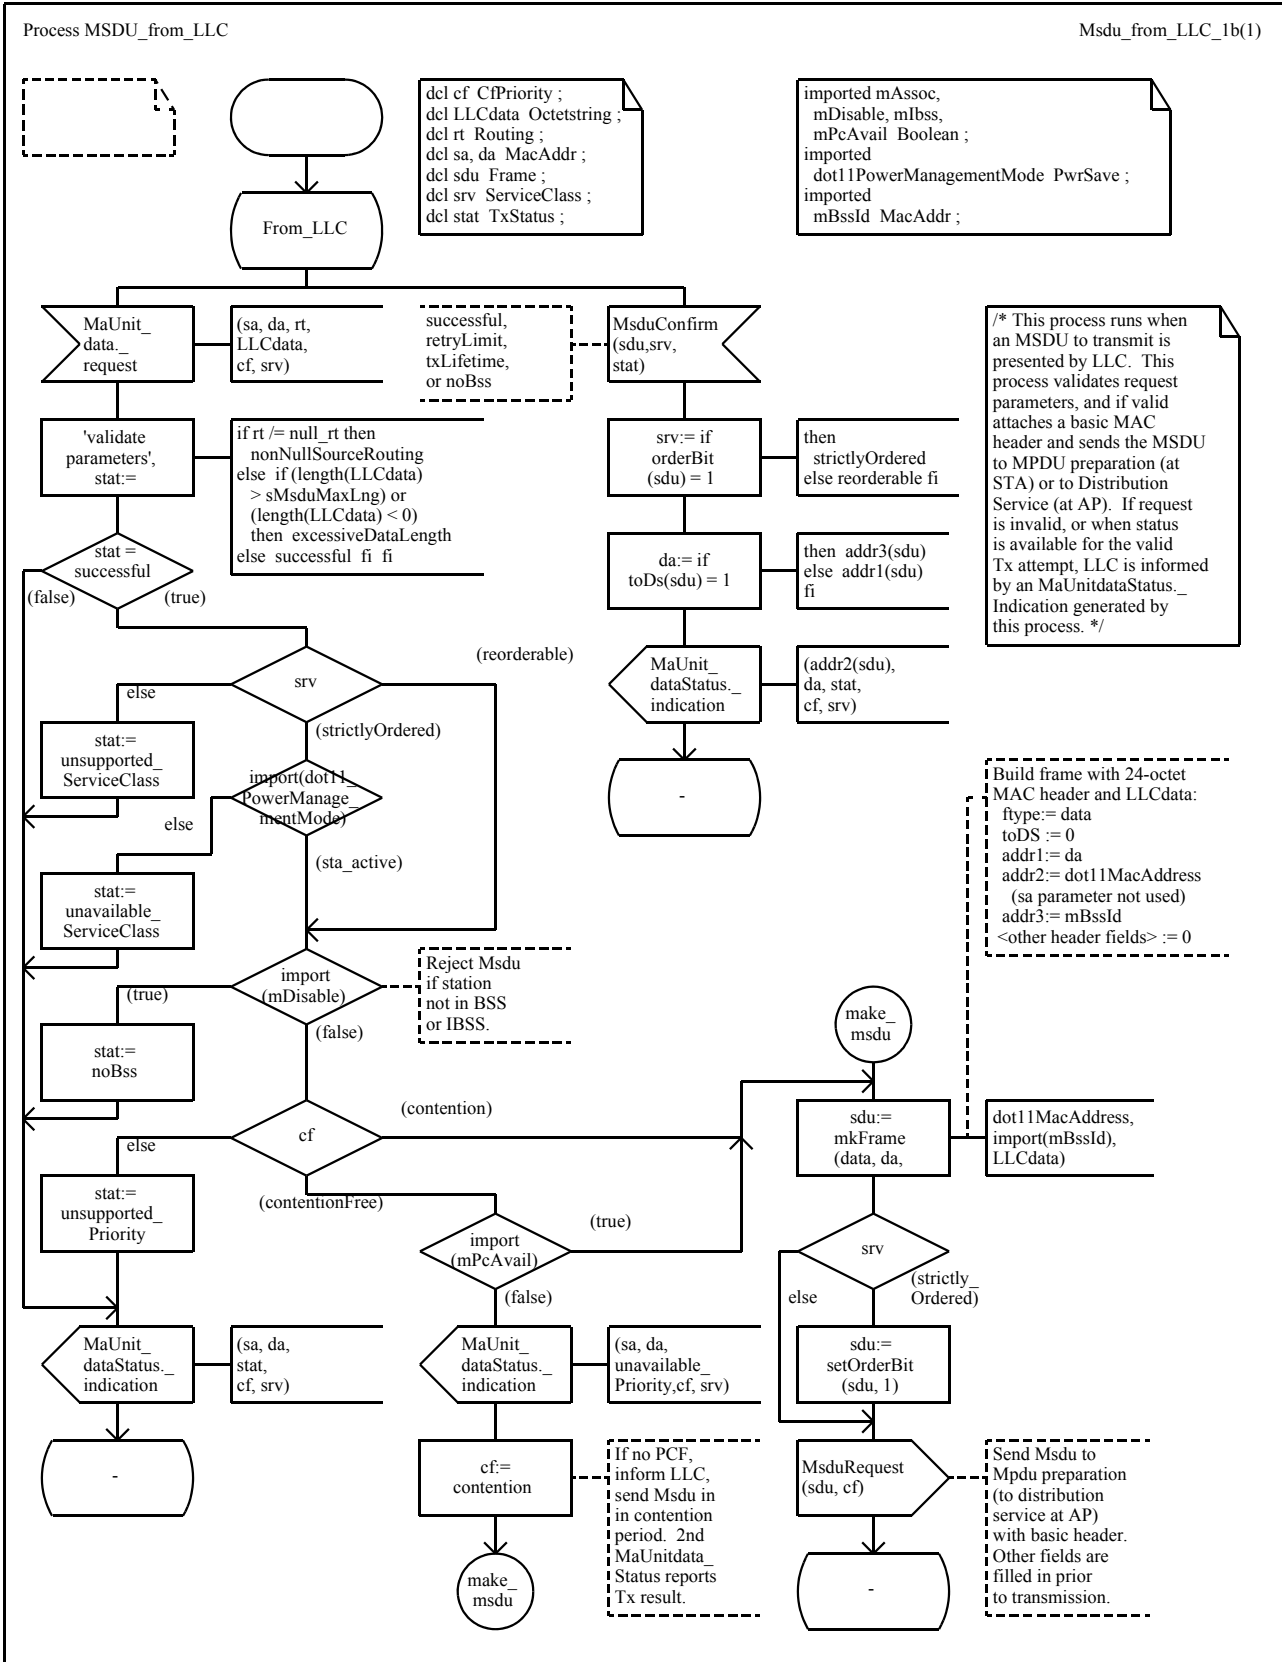 Process MSDU_from_LLC
Msdu_from_LLC_1b(1)
dcl cf  CfPriority ;
dcl LLCdata  Octetstring ;
dcl rt  Routing ;
dcl sa, da  MacAddr ;
dcl sdu  Frame ;
dcl srv  ServiceClass ;
dcl stat  TxStatus ;
imported mAssoc,
mDisable, mIbss,
mPcAvail  Boolean ;
imported
dot11PowerManagementMode  PwrSave ;
imported
mBssId  MacAddr ;
From_LLC
MaUnit_
data._
request
(sa, da, rt,
LLCdata,
cf, srv)
successful,
retryLimit,
txLifetime,
or noBss
MsduConfirm
(sdu,srv,
stat)
/* This process runs when
an MSDU to transmit is
presented by LLC.  This
process validates request
parameters, and if valid
attaches a basic MAC
header and sends the MSDU
to MPDU preparation (at
STA) or to Distribution
Service (at AP).  If request
is invalid, or when status
is available for the valid
Tx attempt, LLC is informed
by an MaUnitdataStatus._
Indication generated by
this process. */
'validate
parameters',
stat:=
if rt /= null_rt then
nonNullSourceRouting
else  if (length(LLCdata)
> sMsduMaxLng) or
(length(LLCdata) < 0)
then  excessiveDataLength
else  successful  fi  fi
srv:= if
orderBit
(sdu) = 1
then
strictlyOrdered
else reorderable fi
stat =
successful
(false)
(true)
da:= if
toDs(sdu) = 1
then  addr3(sdu)
else  addr1(sdu)
fi
srv
(reorderable)
else
(strictlyOrdered)
MaUnit_
dataStatus._
indication
(addr2(sdu),
da, stat,
cf, srv)
stat:=
unsupported_
ServiceClass
import(dot11_
PowerManage_
mentMode)
else
(sta_active)
-
Build frame with 24-octet
MAC header and LLCdata:
ftype:= data
toDS := 0
addr1:= da
addr2:= dot11MacAddress
(sa parameter not used)
addr3:= mBssId
<other header fields> := 0
stat:=
unavailable_
ServiceClass
import
(mDisable)
(true)
(false)
Reject Msdu
if station
not in BSS
or IBSS.
stat:=
noBss
make_
msdu
cf
(contention)
else
(contentionFree)
sdu:=
mkFrame
(data, da,
dot11MacAddress,
import(mBssId),
LLCdata)
stat:=
unsupported_
Priority
import
(mPcAvail)
(true)
(false)
srv
(strictly_
Ordered)
else
MaUnit_
dataStatus._
indication
(sa, da,
stat,
cf, srv)
MaUnit_
dataStatus._
indication
(sa, da,
unavailable_
Priority,cf, srv)
sdu:=
setOrderBit
(sdu, 1)
-
cf:=
contention
If no PCF,
inform LLC,
send Msdu in
in contention
period.  2nd
MaUnitdata_
Status reports
Tx result.
MsduRequest
(sdu, cf)
Send Msdu to
Mpdu preparation
(to distribution
service at AP)
with basic header.
Other fields are
filled in prior
to transmission.
make_
msdu
-